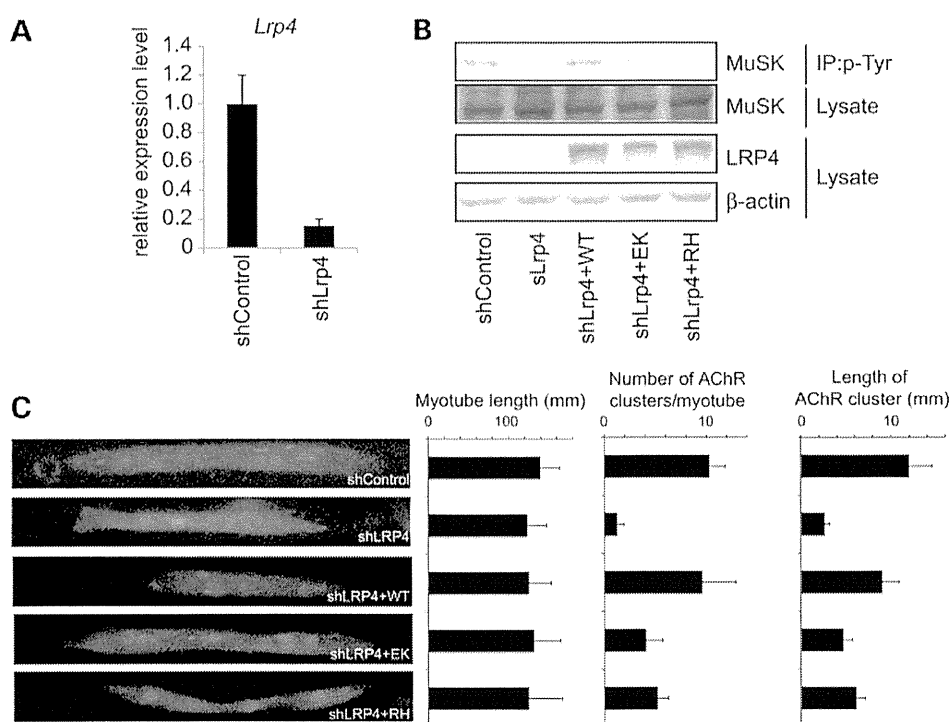 A
Lrp4
relative expression level
1.4
1.2
1.0
0.8
0.6
0.4
0.2
0
shControl
shLrp4
B
MuSK
IP:p-Tyr
MuSK
Lysate
LRP4
β-actin
Lysate
shControl
sLrp4
shLrp4+WT
shLrp4+EK
shLrp4+RH
C
Myotube length (mm)
0 100
Number of AChR
clusters/myotube
0 10
Length of
AChR cluster (mm)
0 10
shControl
shLRP4
shLRP4+WT
shLRP4+EK
shLRP4+RH